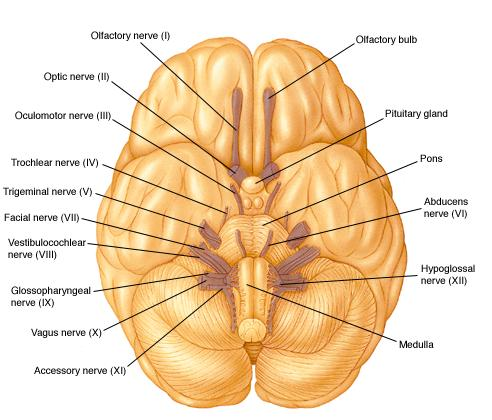 Olfactory nerve (I)
Optic nerve (II)
Oculomotor nerve (III)
Trochlear nerve (IV)
Trigeminal nerve (V)
Facial nerve (VII)
Vestibulocochlear
nerve (VIII)
Glossopharyngeal
nerve (IX)
Vagus nerve (X)
Accessory nerve (XI)
Olfactory bulb
Pituitary gland
Pons
Abducens
nerve (VI)
Hypoglossal
nerve (XII)
Medulla